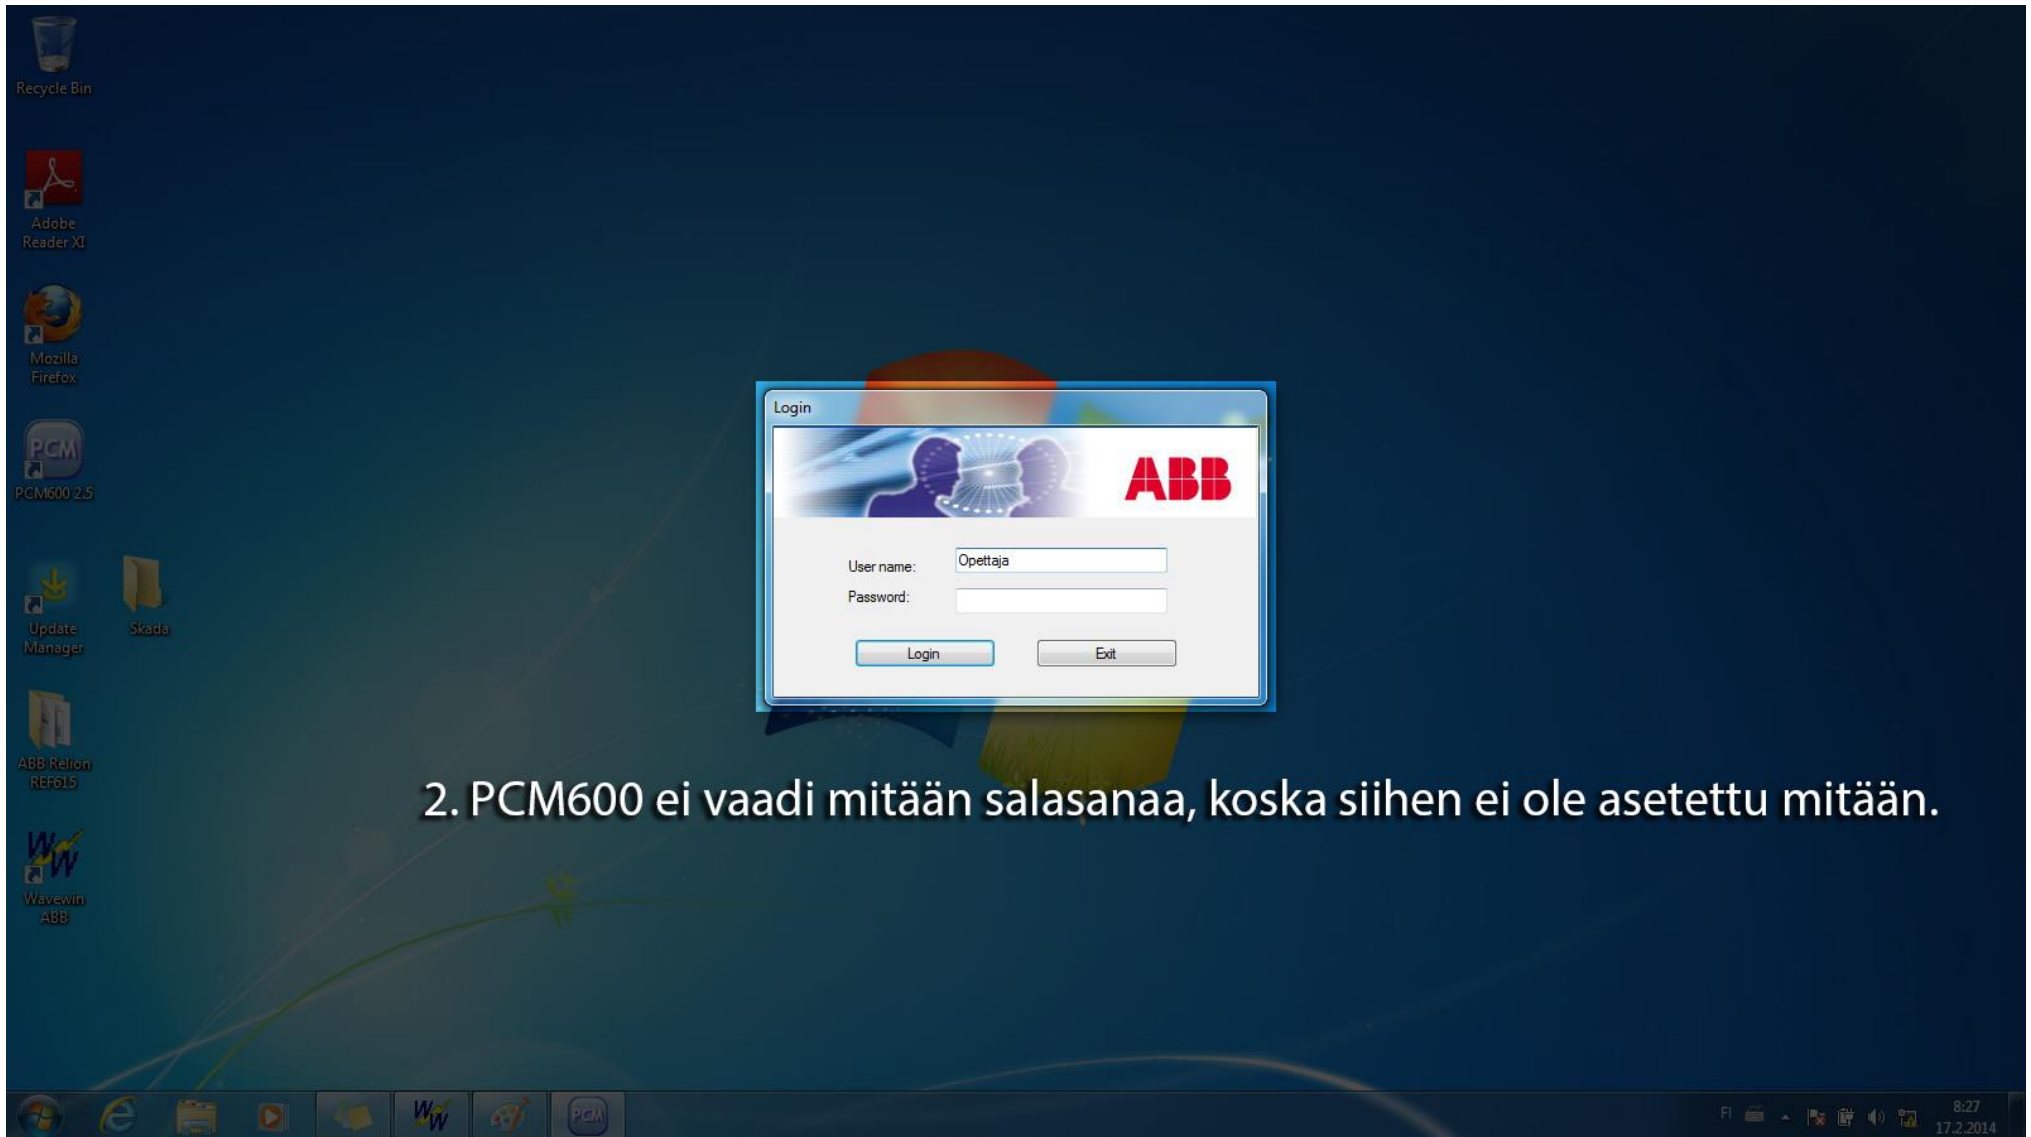 Recycle Bin
Adobe
Reader XI
Mozilla
Firefox
PCM
PCM600 2.5
Update
Manager
Skada
ABB Relion
REF615
Wavewin
ABB
Login
ABB
User name:
Opettaja
Password:
Login
Exit
2. PCM600 ei vaadi mitään salasanaa, koska siihen ei ole asetettu mitään.
PCM
FI
8:27
17.2.2014